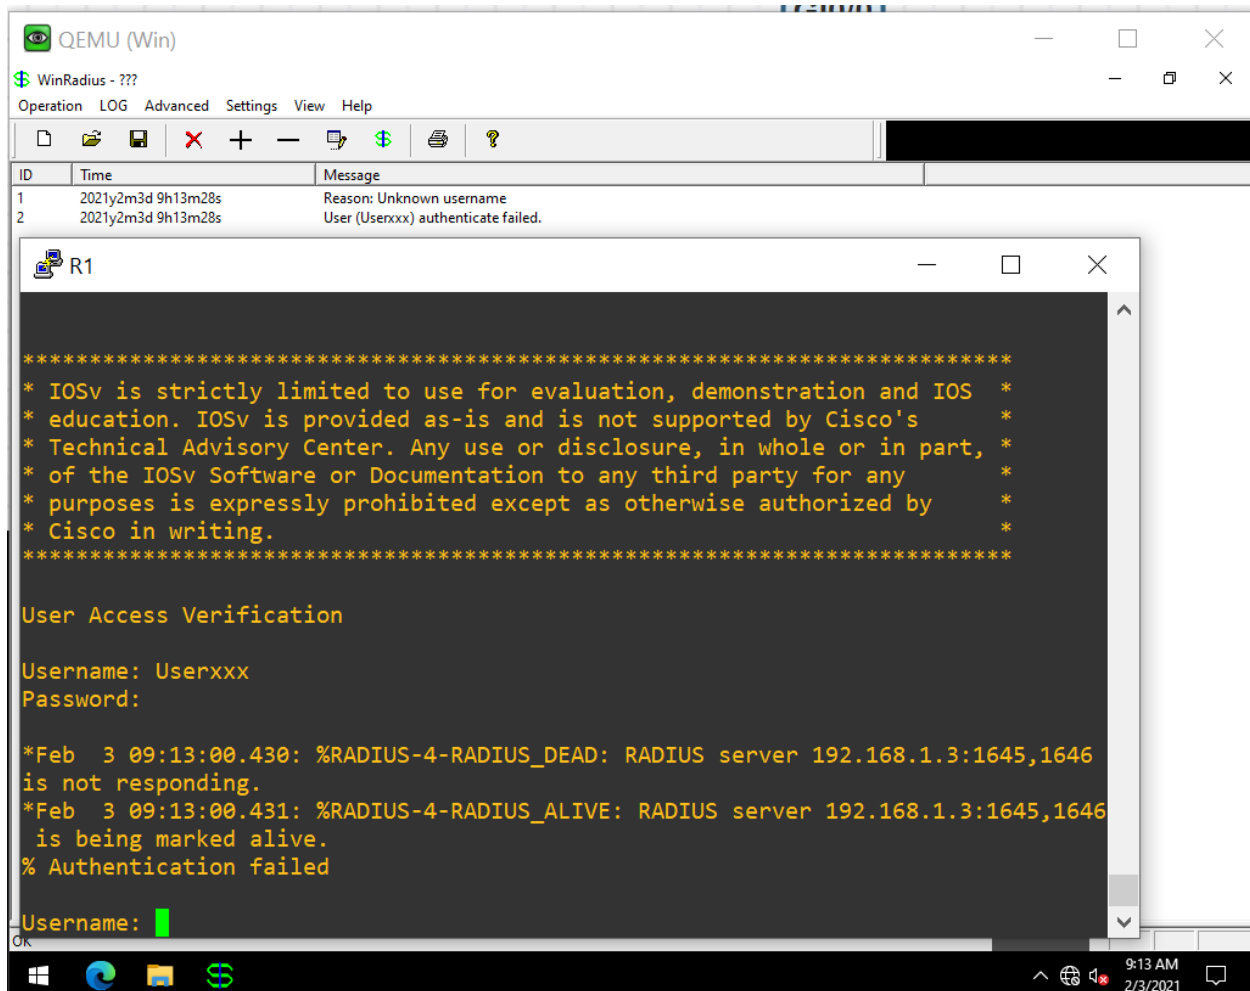 QEMU (Win)
WinRadius - ???
Operation LOG Advanced Settings View Help
ID Time Message
1 2021y2m3d 9h13m28s Reason: Unknown username
2 2021y2m3d 9h13m28s User (Userxxx) authenticate failed.
R1
**************************************************************************
* IOSv is strictly limited to use for evaluation, demonstration and IOS *
* education. IOSv is provided as-is and is not supported by Cisco's *
* Technical Advisory Center. Any use or disclosure, in whole or in part, *
* of the IOSv Software or Documentation to any third party for any *
* purposes is expressly prohibited except as otherwise authorized by *
* Cisco in writing. *
**************************************************************************
User Access Verification
Username: Userxxx
Password:
*Feb 3 09:13:00.430: %RADIUS-4-RADIUS_DEAD: RADIUS server 192.168.1.3:1645,1646
is not responding.
*Feb 3 09:13:00.431: %RADIUS-4-RADIUS_ALIVE: RADIUS server 192.168.1.3:1645,1646
is being marked alive.
% Authentication failed
Username:
OK
9:13 AM
2/3/2021